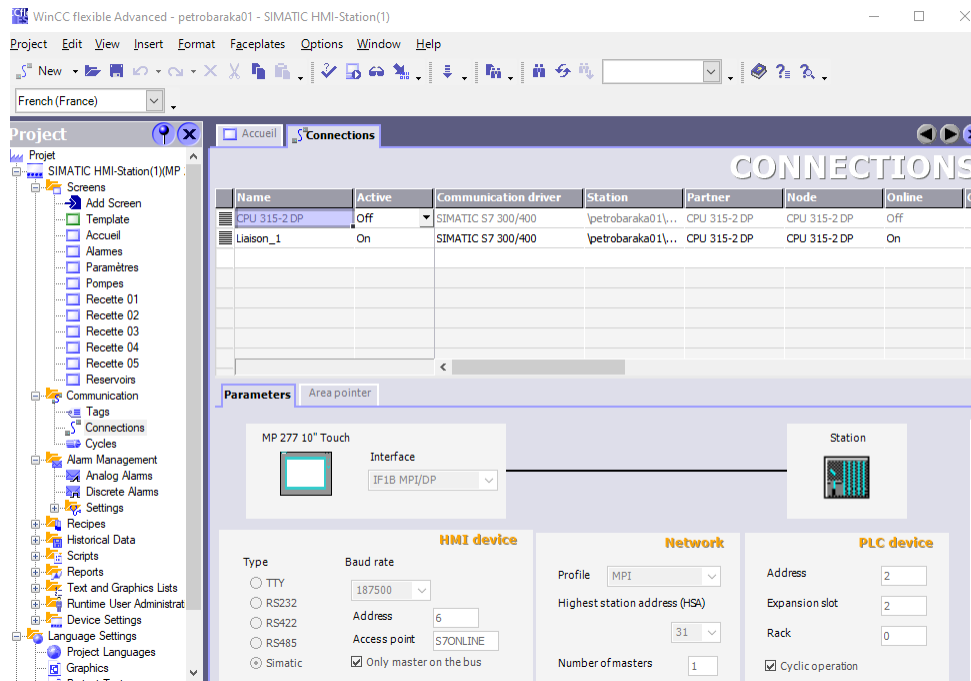 WinCC flexible Advanced - petrobaraka01 - SIMATIC HMI-Station(1)
Project Edit View Insert Format Faceplates Options Window Help
New
French (France)
Project
Accueil
Connections
Projet
SIMATIC HMI-Station(1)(MP
Screens
Add Screen
Template
Accueil
Alarmes
Paramètres
Pompes
Recette 01
Recette 02
Recette 03
Recette 04
Recette 05
Reservoirs
Communication
Tags
Connections
Cycles
Alarm Management
Analog Alarms
Discrete Alarms
Settings
Recipes
Historical Data
Scripts
Reports
Text and Graphics Lists
Runtime User Administrat
Device Settings
Language Settings
Project Languages
Graphics
CONNECTIONS
Name Active Communication driver Station Partner Node Online
CPU 315-2 DP Off SIMATIC S7 300/400 \petrobaraka01\... CPU 315-2 DP CPU 315-2 DP Off
Liaison_1 On SIMATIC S7 300/400 \petrobaraka01\... CPU 315-2 DP CPU 315-2 DP On
Parameters Area pointer
MP 277 10" Touch
Interface
IF1B MPI/DP
Station
HMI device
Type
TTY
RS232
RS422
RS485
Simatic
Baud rate
187500
Address 6
Access point S7ONLINE
Only master on the bus
Network
Profile MPI
Highest station address (HSA)
31
Number of masters 1
PLC device
Address 2
Expansion slot 2
Rack 0
Cyclic operation